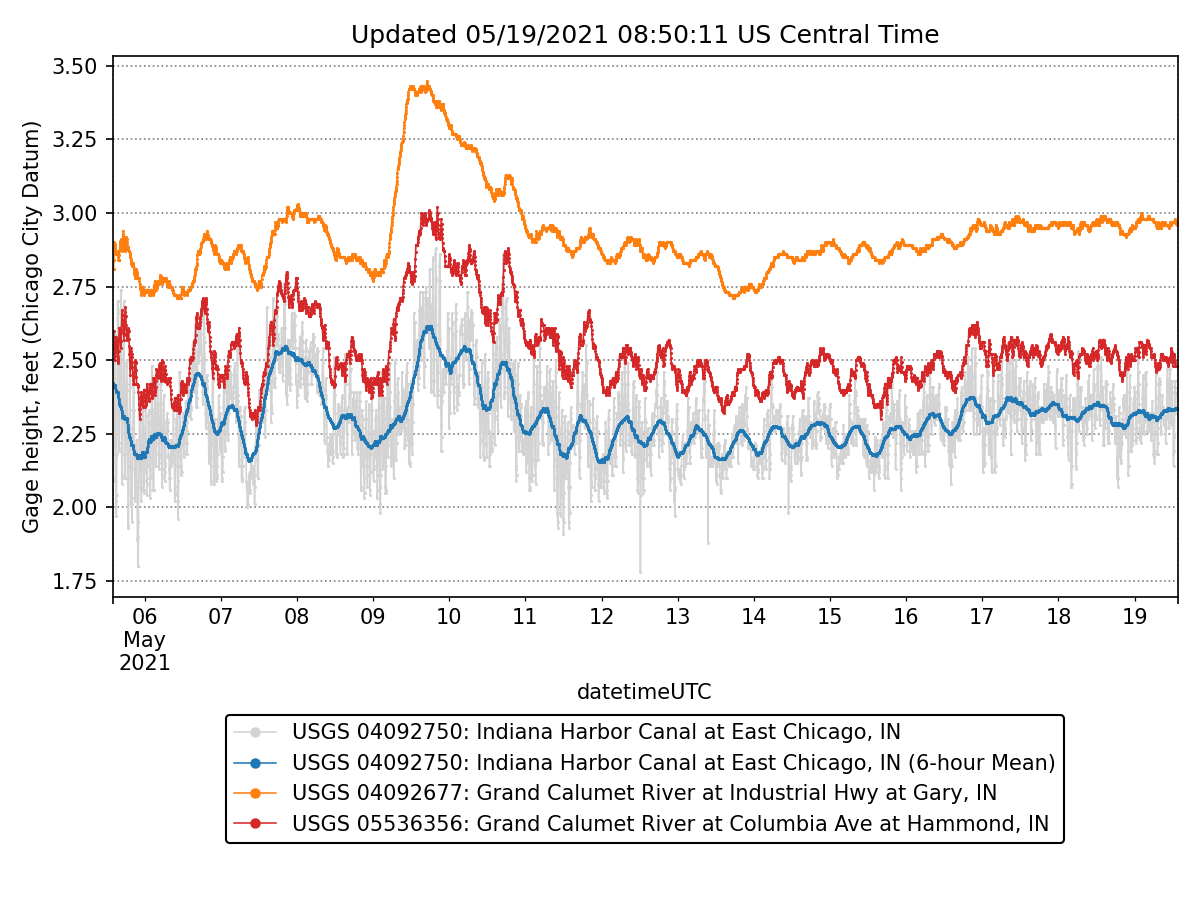 Updated 05/19/2021 08:50:11 US Central Time
Gage height, feet (Chicago City Datum)
3.50
3.25
3.00
2.75
2.50
2.25
2.00
1.75
06 07 08 09 10 11 12 13 14 15 16 17 18 19
May
2021
datetimeUTC
USGS 04092750: Indiana Harbor Canal at East Chicago, IN
USGS 04092750: Indiana Harbor Canal at East Chicago, IN (6-hour Mean)
USGS 04092677: Grand Calumet River at Industrial Hwy at Gary, IN
USGS 05536356: Grand Calumet River at Columbia Ave at Hammond, IN